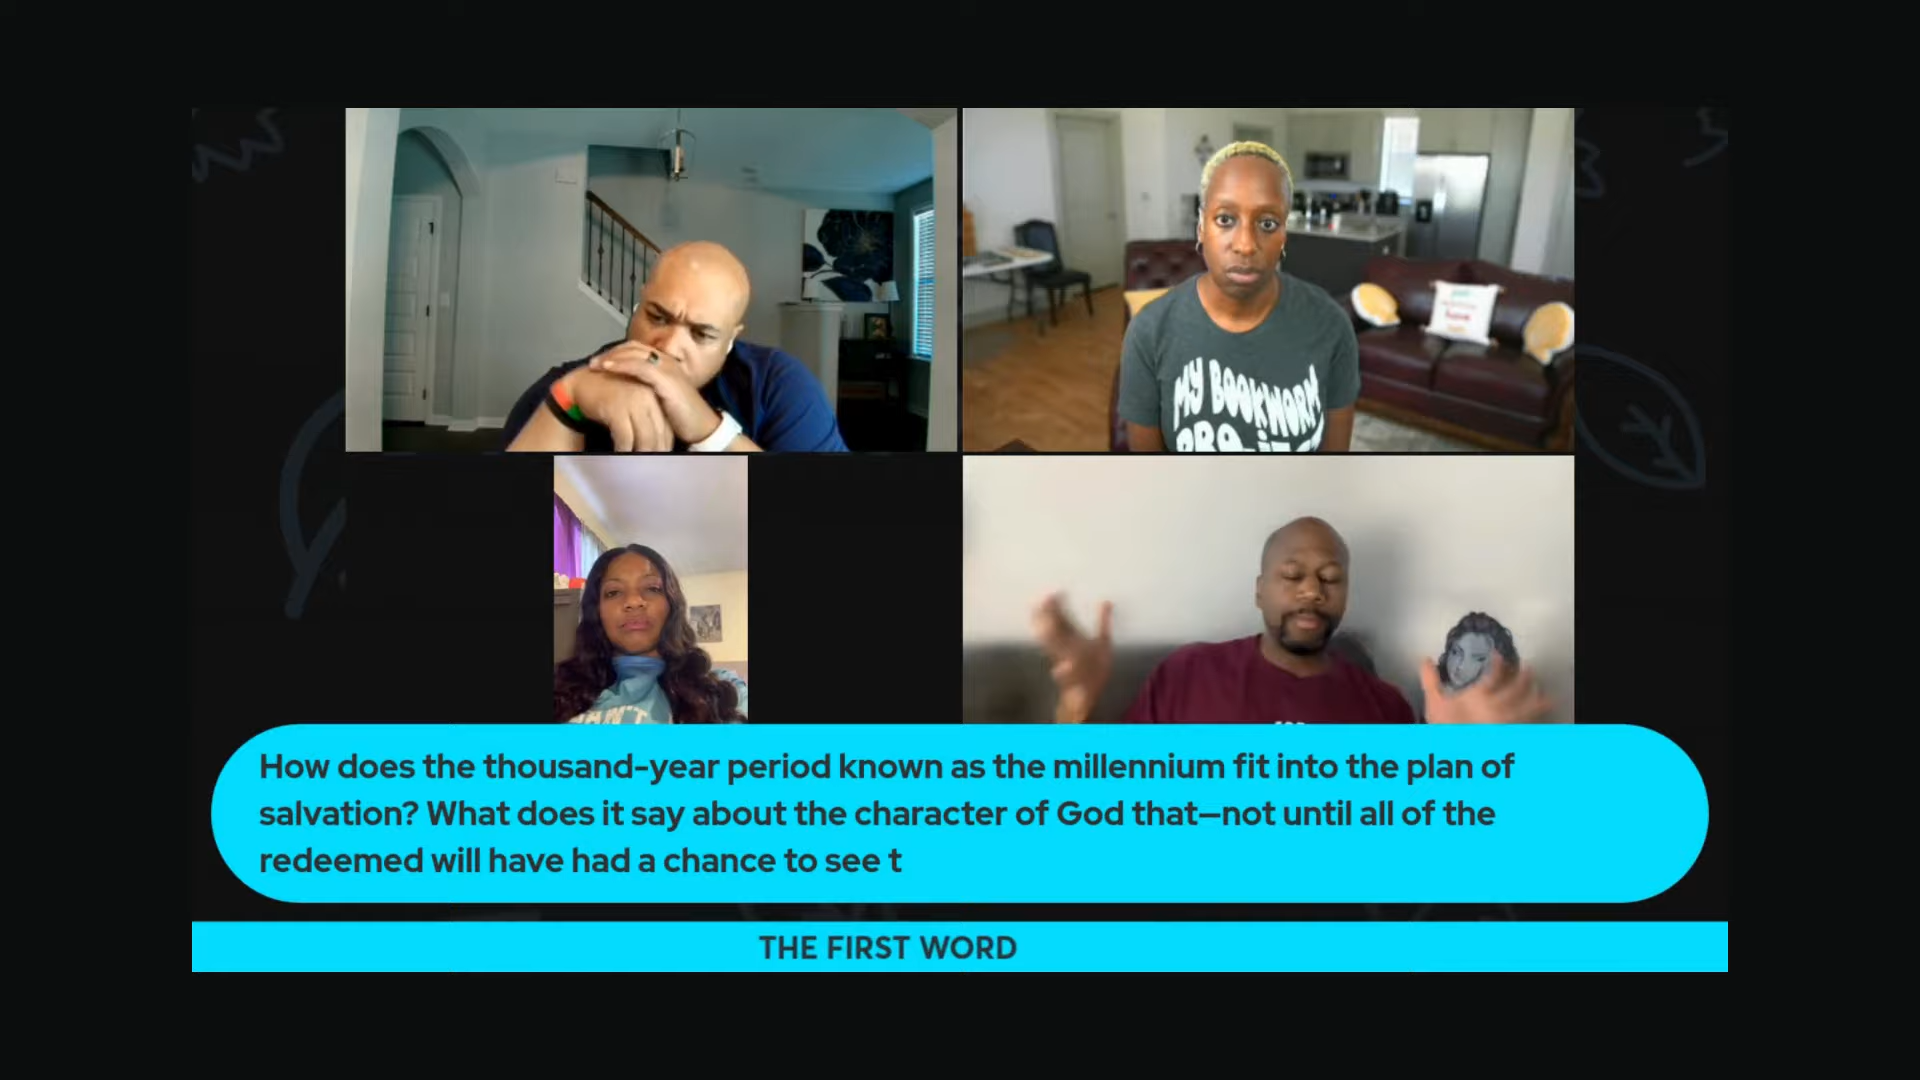 MY BOOKWORM
How does the thousand-year period known as the millennium fit into the plan of
salvation? What does it say about the character of God that—not until all of the
redeemed will have had a chance to see t
THE FIRST WORD